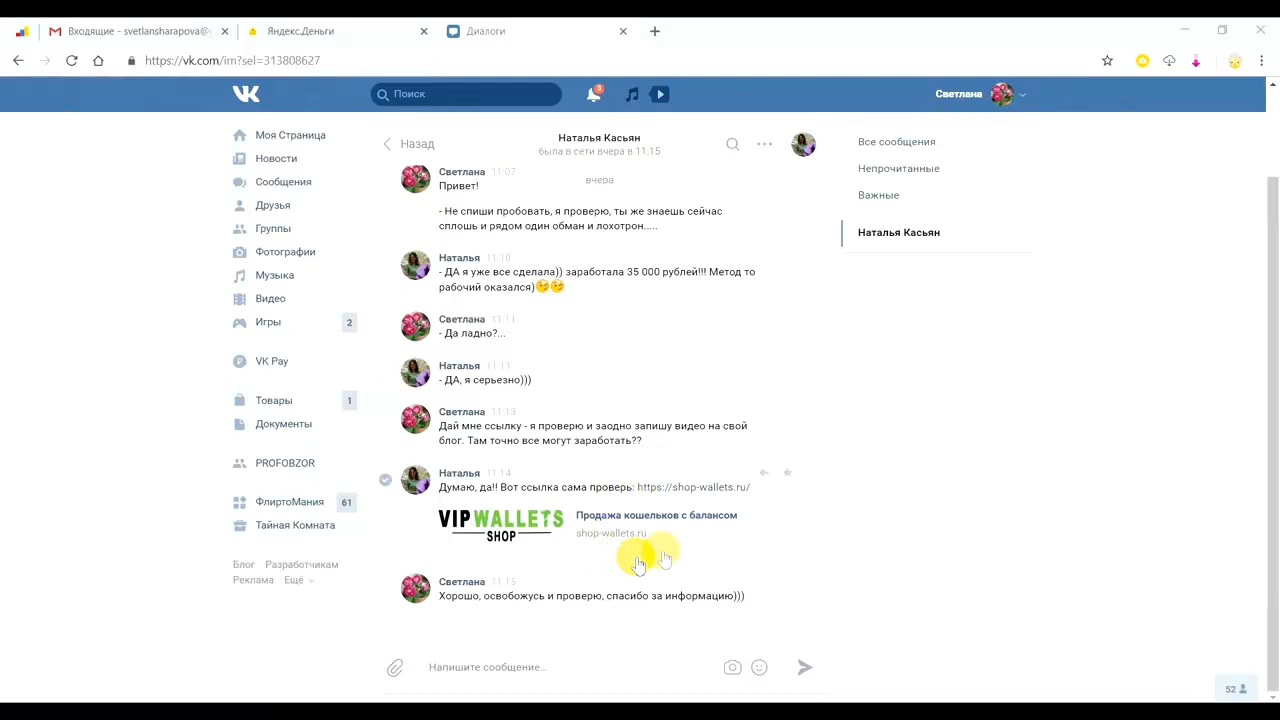 Входящие - svetlansharapova@
Яндекс.Деньги
Диалоги
https://vk.com/im?sel=313808627
Поиск
3
Светлана
Моя Страница
Новости
Сообщения
Друзья
Группы
Фотографии
Музыка
Видео
Игры
2
VK Pay
Товары
1
Документы
PROFOBZOR
ФлиртоМания
61
Тайная Комната
Блог Разработчикам
Реклама Ещё
Назад
Наталья Касьян
была в сети вчера в 11:15
вчера
Светлана 11:07
Привет!
- Не спиши пробовать, я проверю, ты же знаешь сейчас
сплошь и рядом один обман и лохотрон.....
Наталья 11:10
- ДА я уже все сделала)) заработала 35 000 рублей!!! Метод то
рабочий оказался)😏😏
Светлана 11:11
- Да ладно?...
Наталья 11:11
- ДА, я серьезно)))
Светлана 11:13
Дай мне ссылку - я проверю и заодно запишу видео на свой
блог. Там точно все могут заработать??
Наталья 11:14
Думаю, да!! Вот ссылка сама проверь: https://shop-wallets.ru/
VIPWALLETS
SHOP
Продажа кошельков с балансом
shop-wallets.ru
Светлана 11:15
Хорошо, освобожусь и проверю, спасибо за информацию)))
Напишите сообщение...
Все сообщения
Непрочитанные
Важные
Наталья Касьян
52